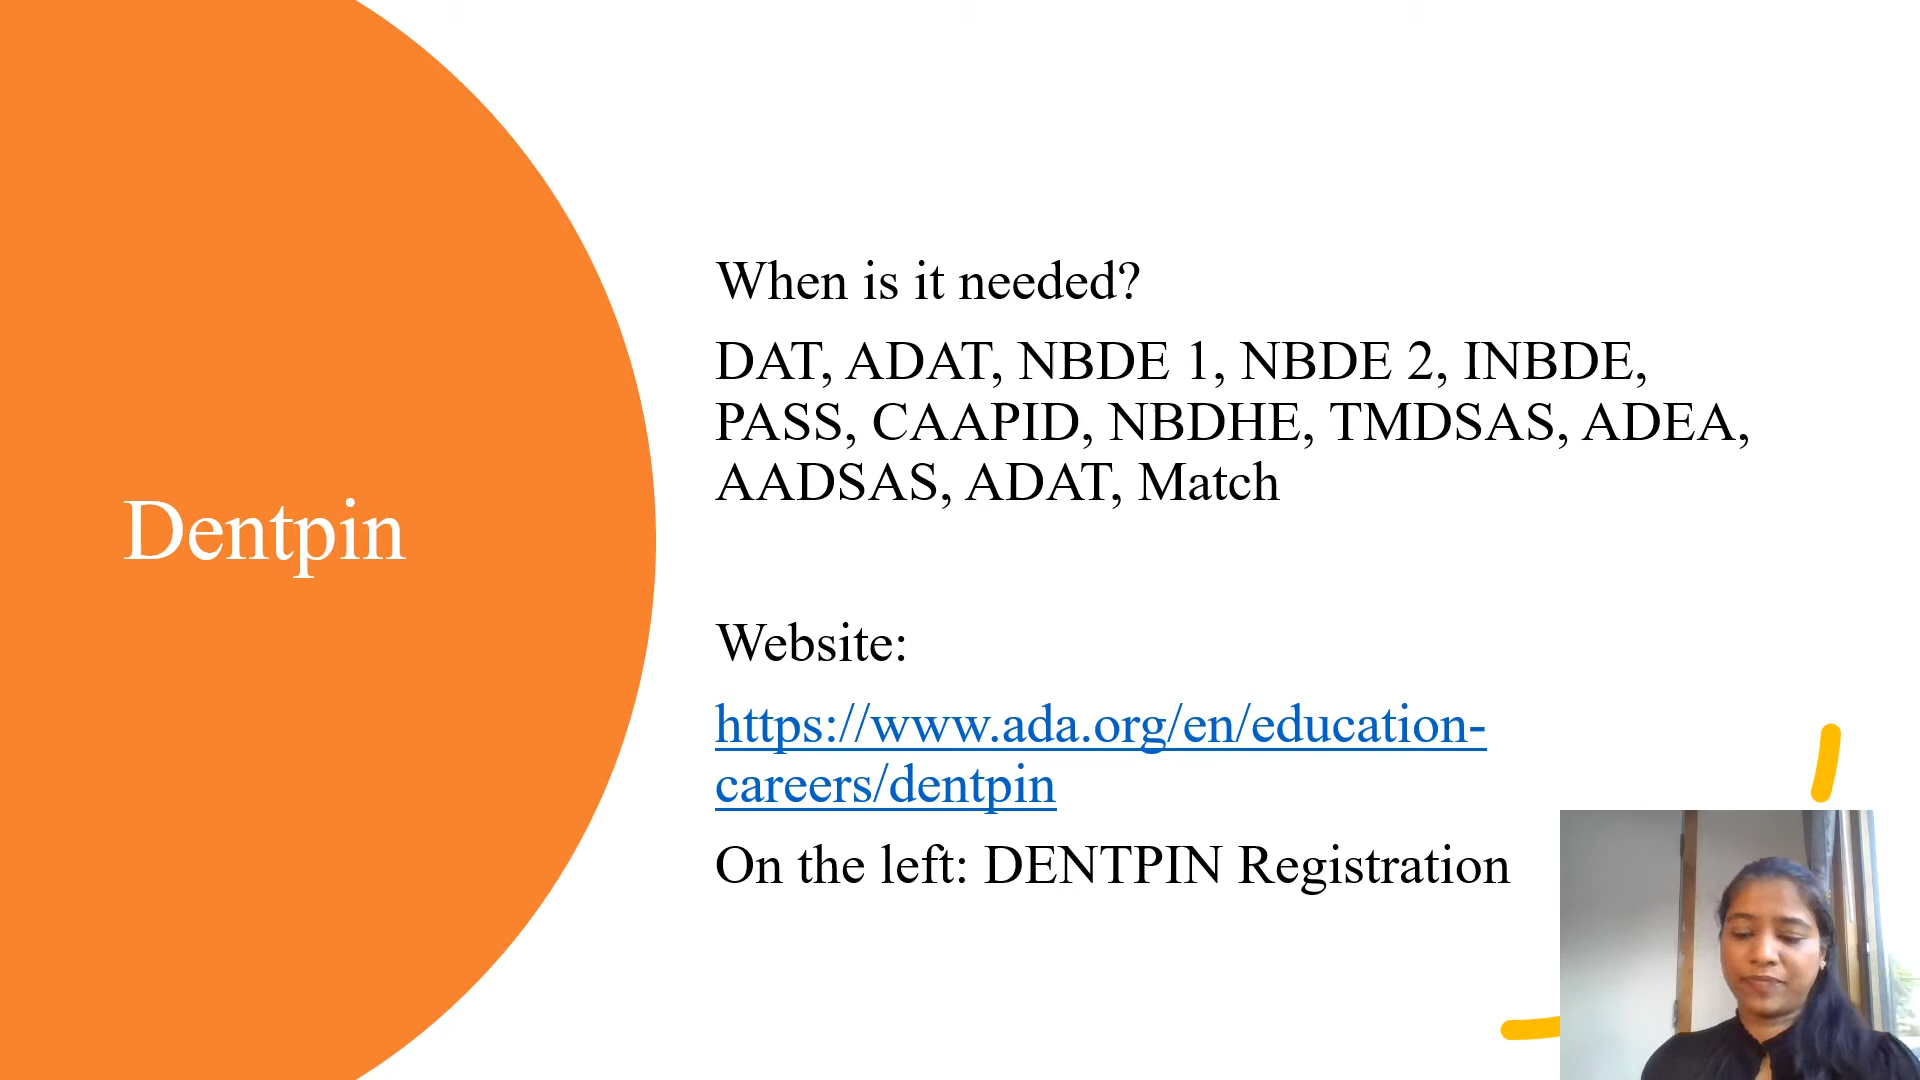 Dentpin
When is it needed?
DAT, ADAT, NBDE 1, NBDE 2, INBDE,
PASS, CAAPID, NBDHE, TMDSAS, ADEA,
AADSAS, ADAT, Match
Website:
https://www.ada.org/en/education-
careers/dentpin
On the left: DENTPIN Registration